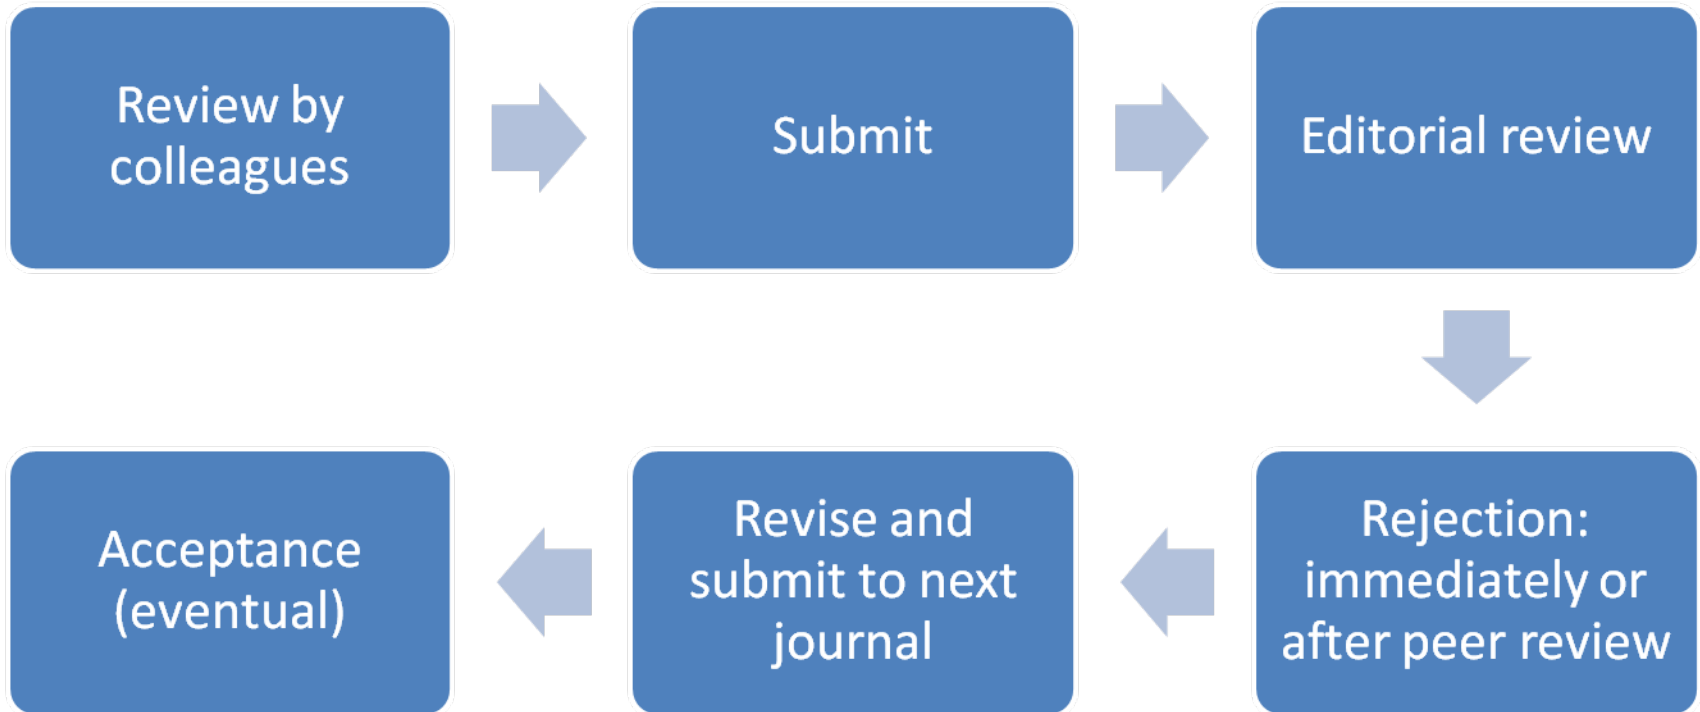 Review by
colleagues
Submit
Editorial review
Rejection:
immediately or
after peer review
Revise and
submit to next
journal
Acceptance
(eventual)